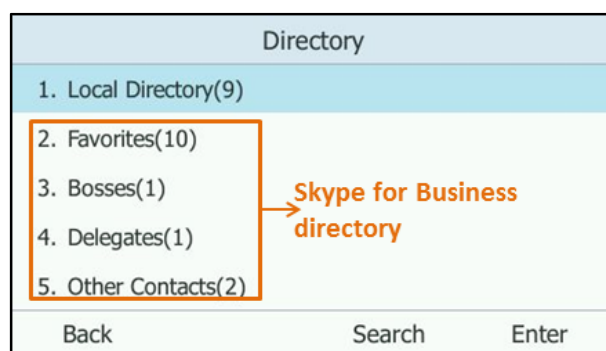 Directory
1. Local Directory(9)
2. Favorites(10)
3. Bosses(1)
4. Delegates(1)
5. Other Contacts(2)
Skype for Business
directory
Back Search Enter